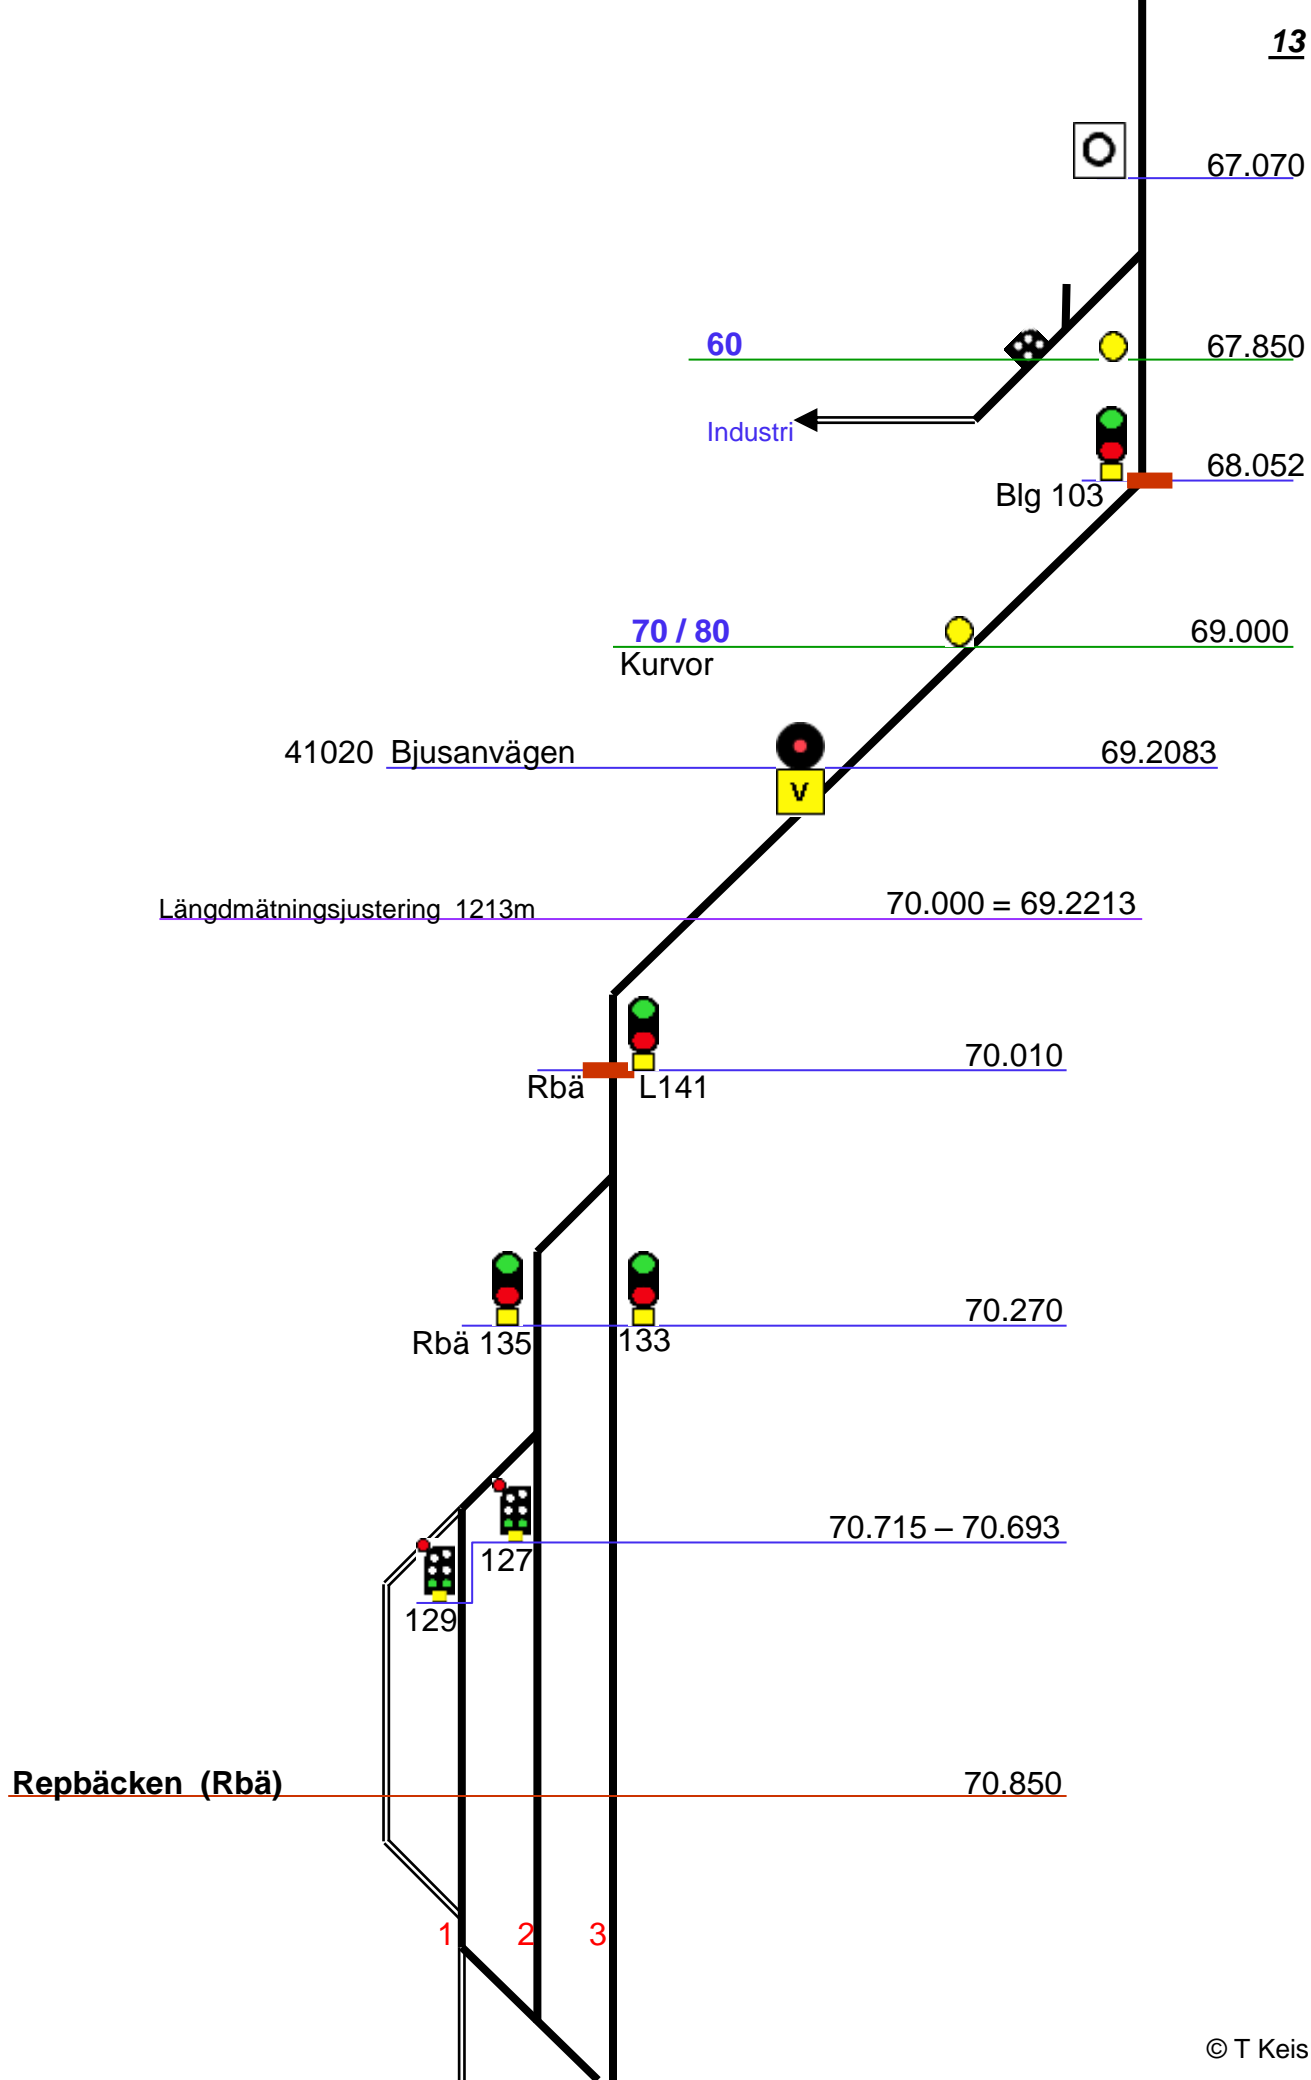 13
67.070
60 67.850
Industri
68.052
Blg 103
70 / 80 69.000
Kurvor
41020 Bjusanvägen 69.2083
V
Längdmätningsjustering 1213m 70.000 = 69.2213
70.010
Rbä L141
70.270
Rbä 135 133
70.715 – 70.693
127
129
Repbäcken (Rbä) 70.850
1 2 3
© T Keis